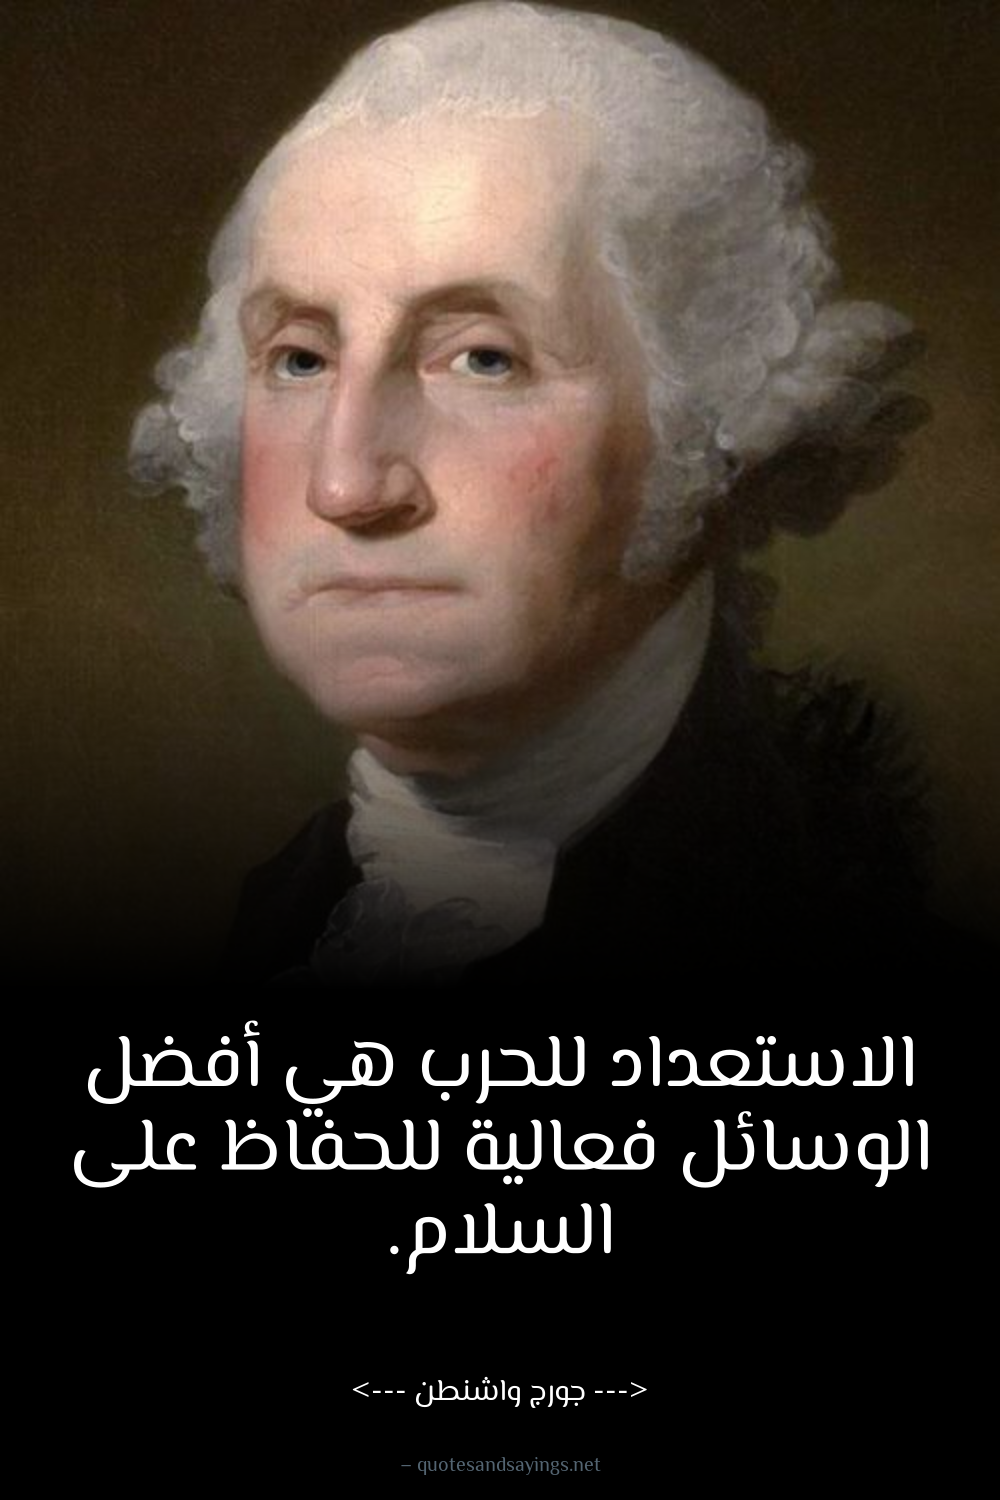 الاستعداد للحرب هي أفضل
الوسائل فعالية للحفاظ على
السلام.
<--- جورج واشنطن --->
– quotesandsayings.net